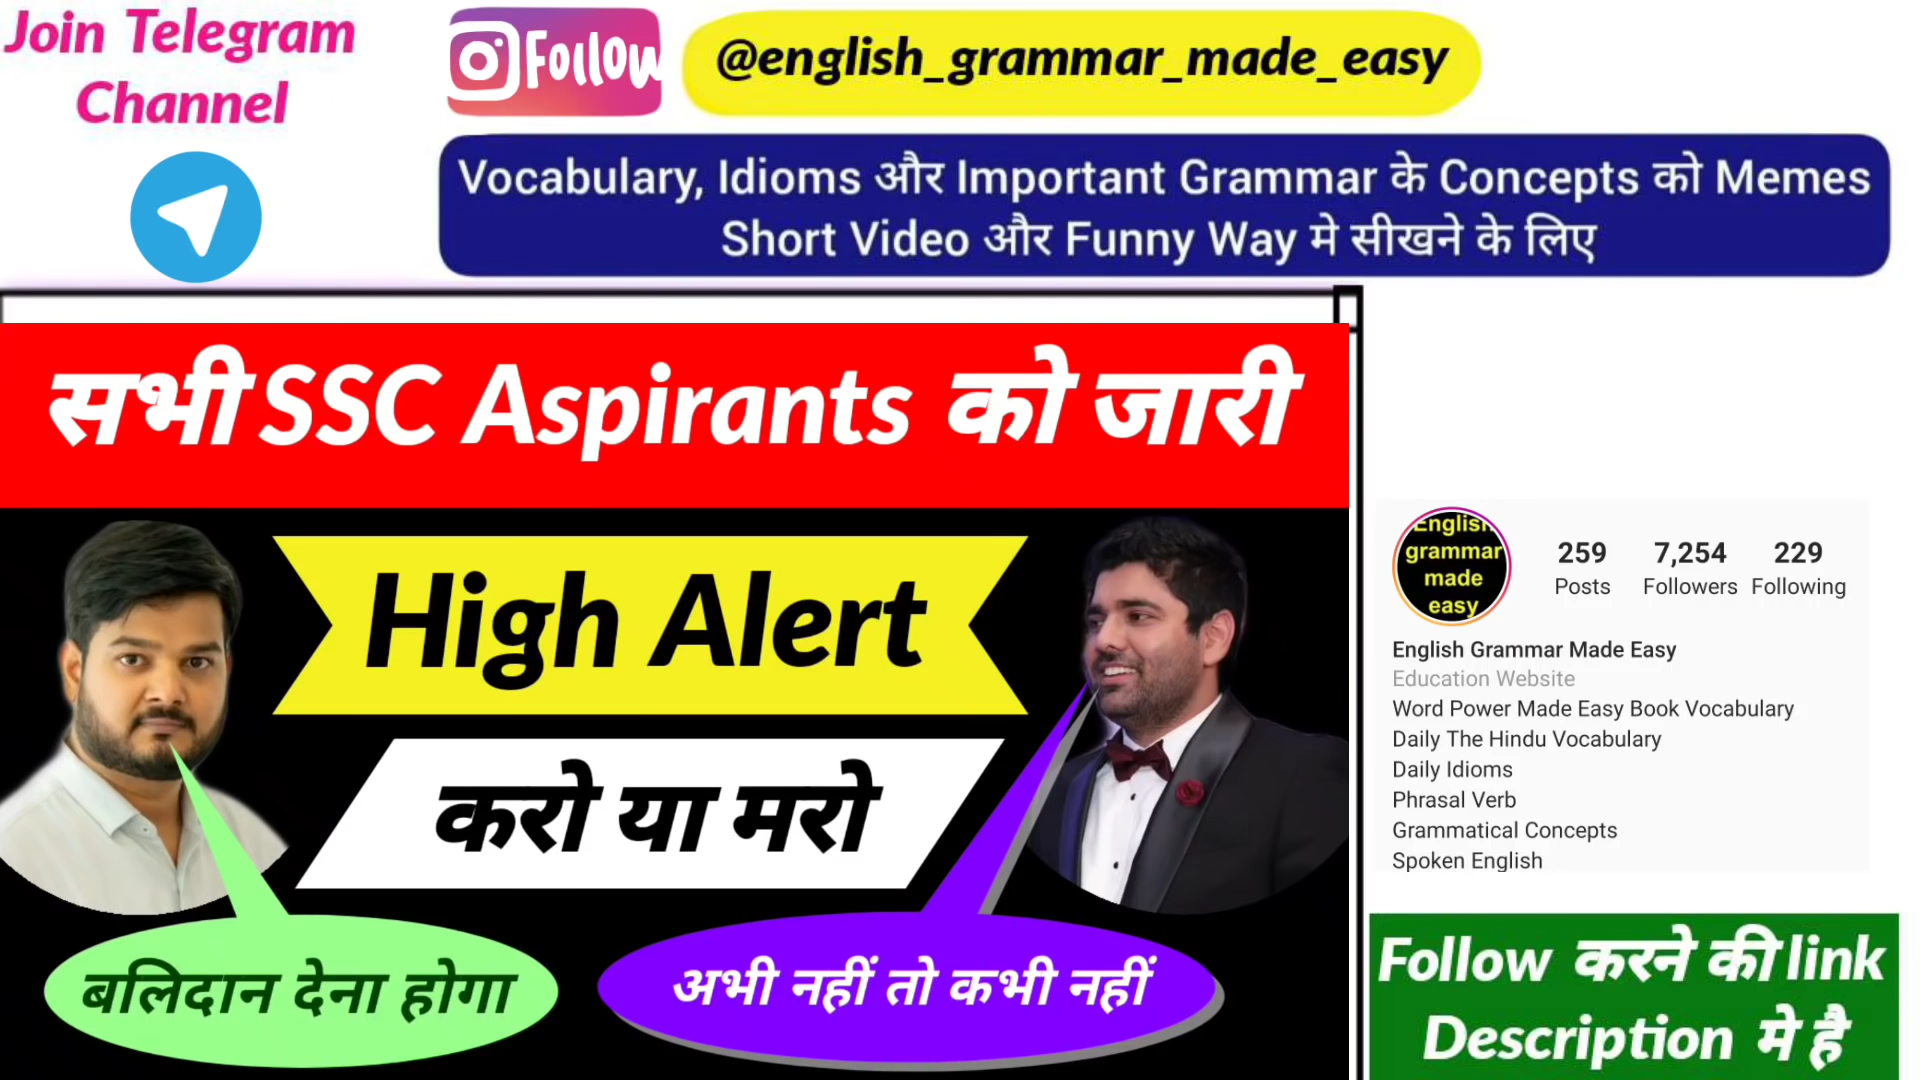 Join Telegram
Channel
Follow
@english_grammar_made_easy
Vocabulary, Idioms और Important Grammar के Concepts को Memes
Short Video और Funny Way मे सीखने के लिए
सभी SSC Aspirants को जारी
High Alert
करो या मरो
बलिदान देना होगा
अभी नहीं तो कभी नहीं
English
grammar
made
easy
259 7,254 229
Posts Followers Following
English Grammar Made Easy
Education Website
Word Power Made Easy Book Vocabulary
Daily The Hindu Vocabulary
Daily Idioms
Phrasal Verb
Grammatical Concepts
Spoken English
Follow करने की link
Description मे है